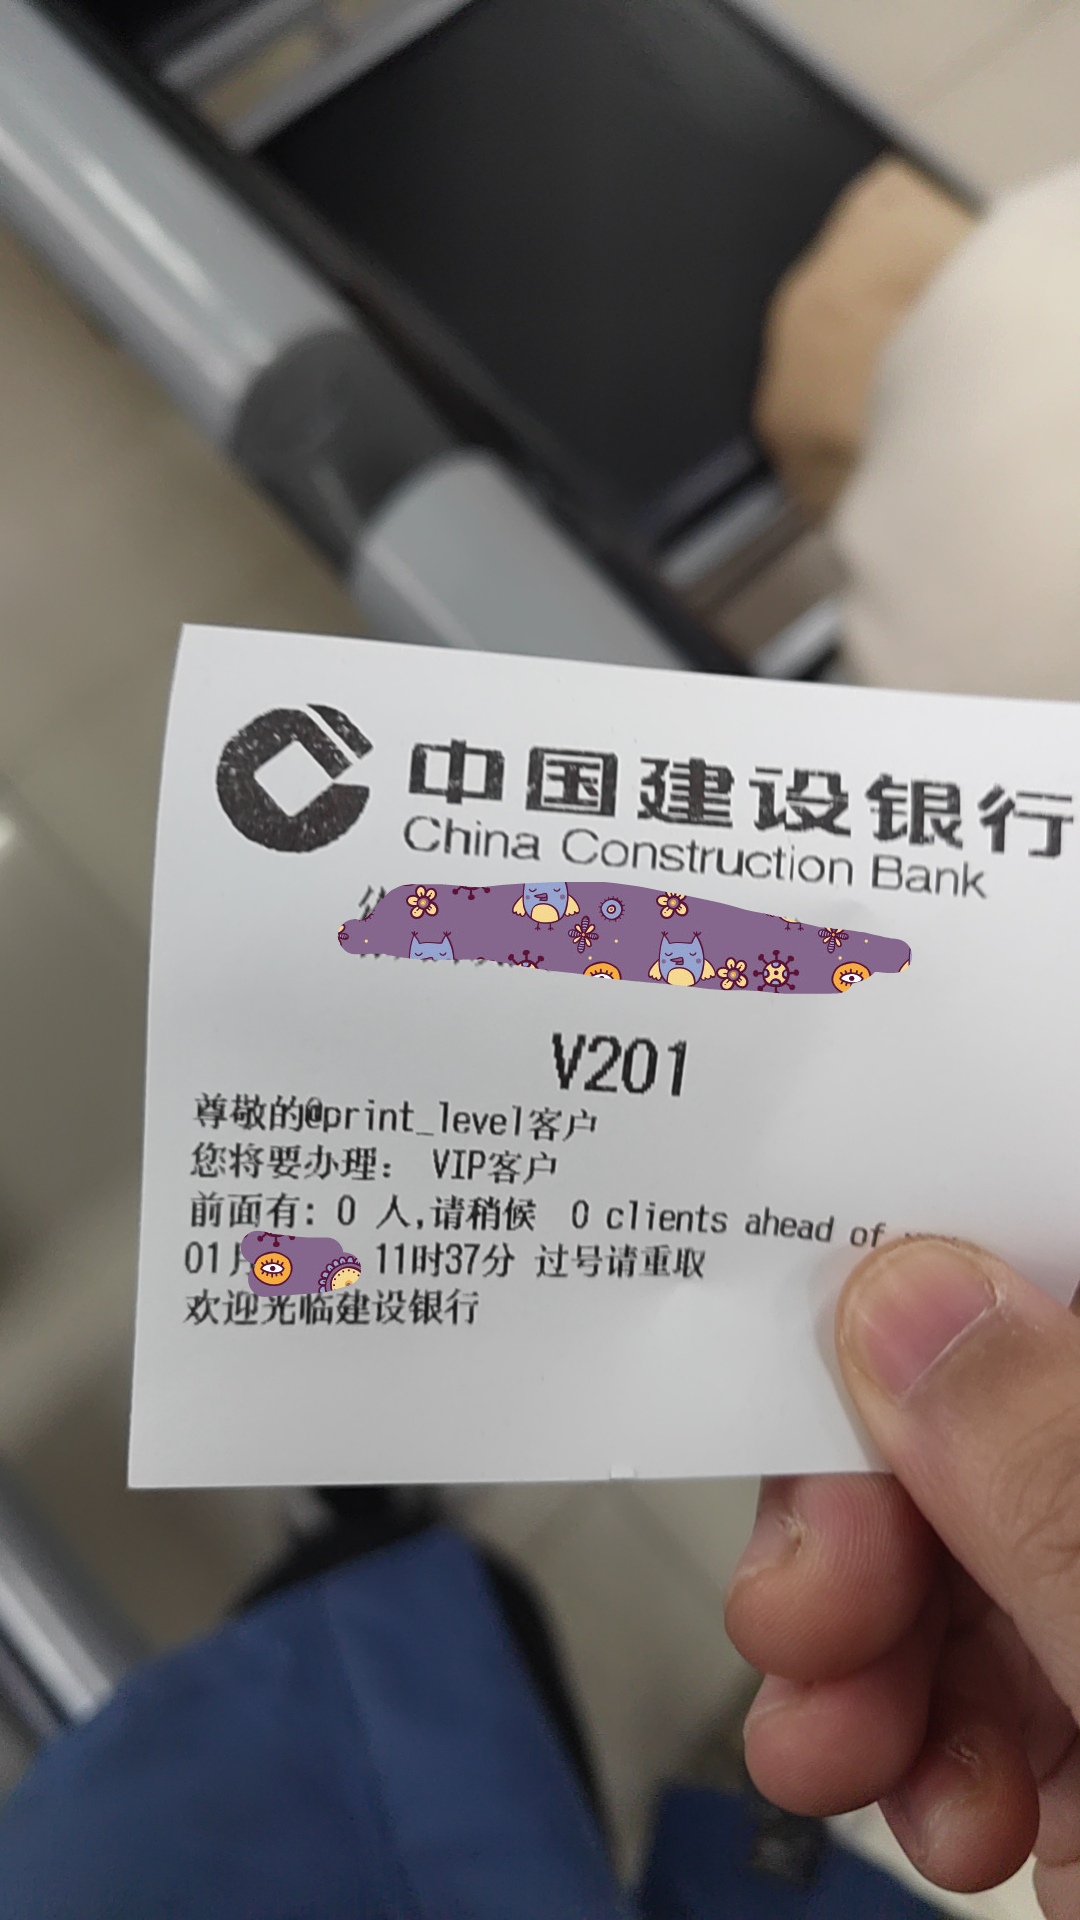 中国建设银行
China Construction Bank
V201
尊敬的@print_level客户
您将要办理： VIP客户
前面有: 0 人,请稍候 0 clients ahead of
01月 11时37分 过号请重取
欢迎光临建设银行